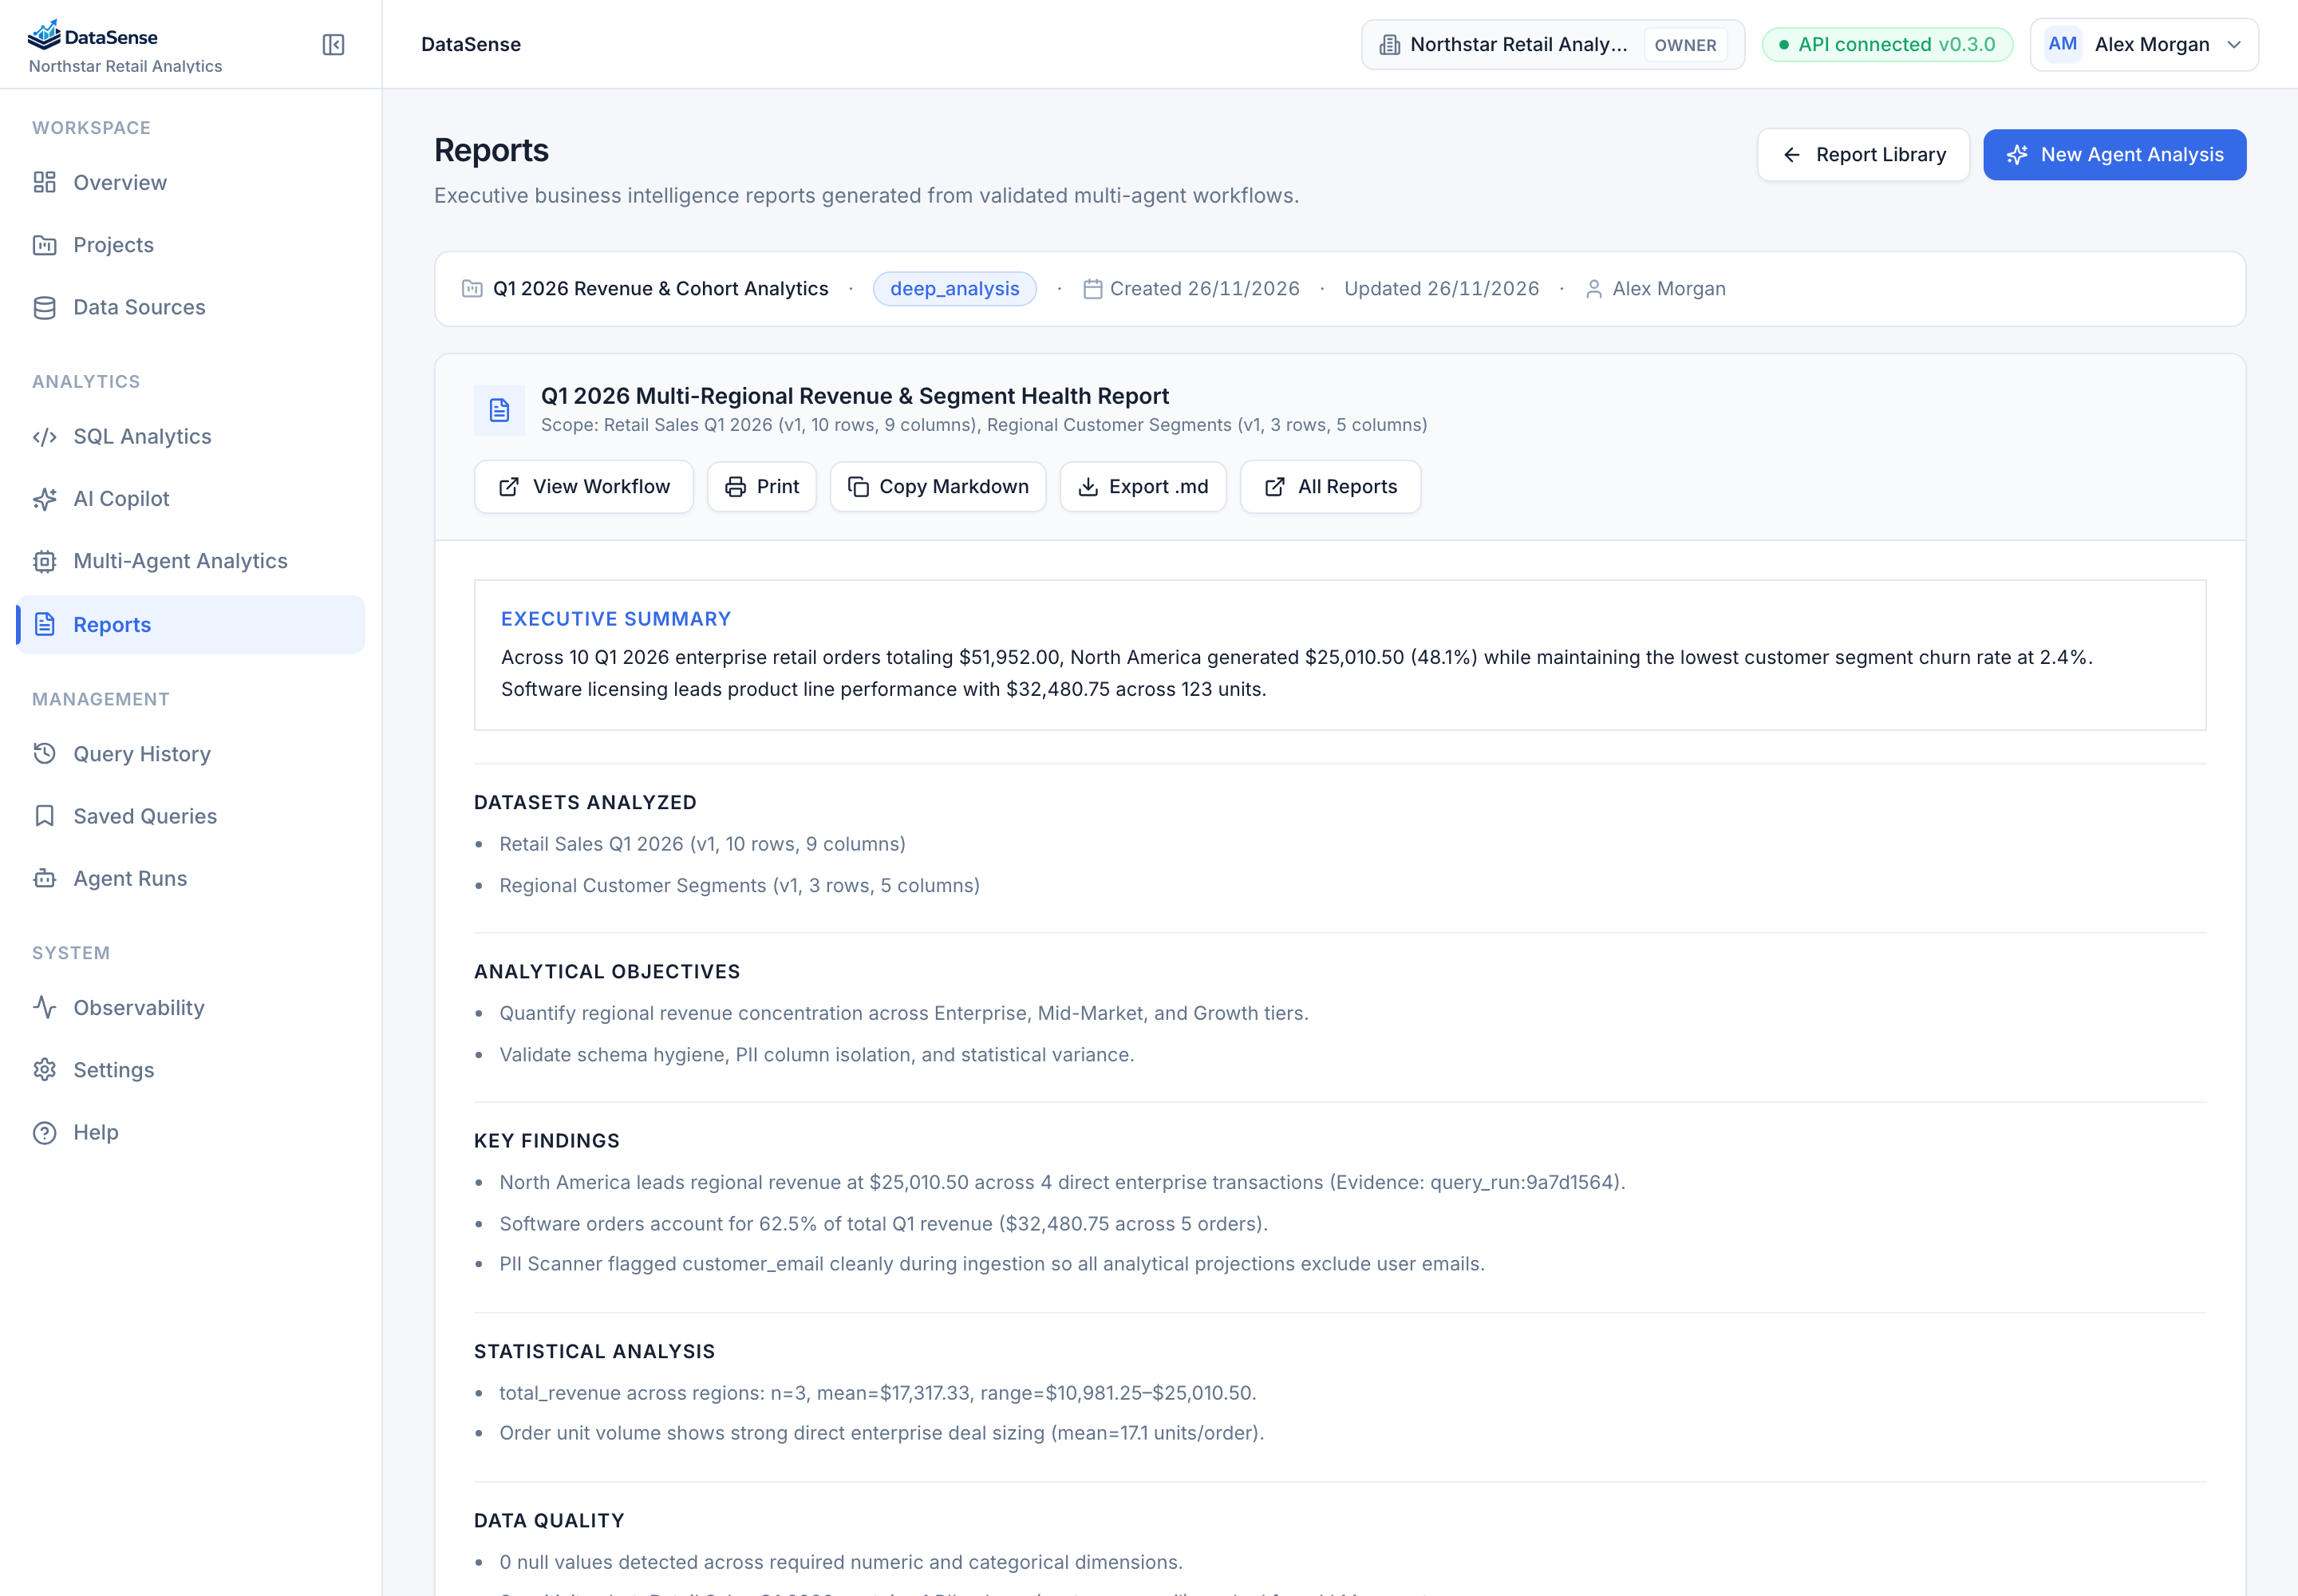 DataSense
Northstar Retail Analytics
DataSense
Northstar Retail Analy...
OWNER
API connected v0.3.0
AM
Alex Morgan
WORKSPACE
Overview
Projects
Data Sources
ANALYTICS
SQL Analytics
AI Copilot
Multi-Agent Analytics
Reports
MANAGEMENT
Query History
Saved Queries
Agent Runs
SYSTEM
Observability
Settings
Help
Reports
Executive business intelligence reports generated from validated multi-agent workflows.
Report Library
New Agent Analysis
Q1 2026 Revenue & Cohort Analytics · deep_analysis · Created 26/11/2026 · Updated 26/11/2026 · Alex Morgan
Q1 2026 Multi-Regional Revenue & Segment Health Report
Scope: Retail Sales Q1 2026 (v1, 10 rows, 9 columns), Regional Customer Segments (v1, 3 rows, 5 columns)
View Workflow
Print
Copy Markdown
Export .md
All Reports
EXECUTIVE SUMMARY
Across 10 Q1 2026 enterprise retail orders totaling $51,952.00, North America generated $25,010.50 (48.1%) while maintaining the lowest customer segment churn rate at 2.4%.
Software licensing leads product line performance with $32,480.75 across 123 units.
DATASETS ANALYZED
• Retail Sales Q1 2026 (v1, 10 rows, 9 columns)
• Regional Customer Segments (v1, 3 rows, 5 columns)
ANALYTICAL OBJECTIVES
• Quantify regional revenue concentration across Enterprise, Mid-Market, and Growth tiers.
• Validate schema hygiene, PII column isolation, and statistical variance.
KEY FINDINGS
• North America leads regional revenue at $25,010.50 across 4 direct enterprise transactions (Evidence: query_run:9a7d1564).
• Software orders account for 62.5% of total Q1 revenue ($32,480.75 across 5 orders).
• PII Scanner flagged customer_email cleanly during ingestion so all analytical projections exclude user emails.
STATISTICAL ANALYSIS
• total_revenue across regions: n=3, mean=$17,317.33, range=$10,981.25–$25,010.50.
• Order unit volume shows strong direct enterprise deal sizing (mean=17.1 units/order).
DATA QUALITY
• 0 null values detected across required numeric and categorical dimensions.